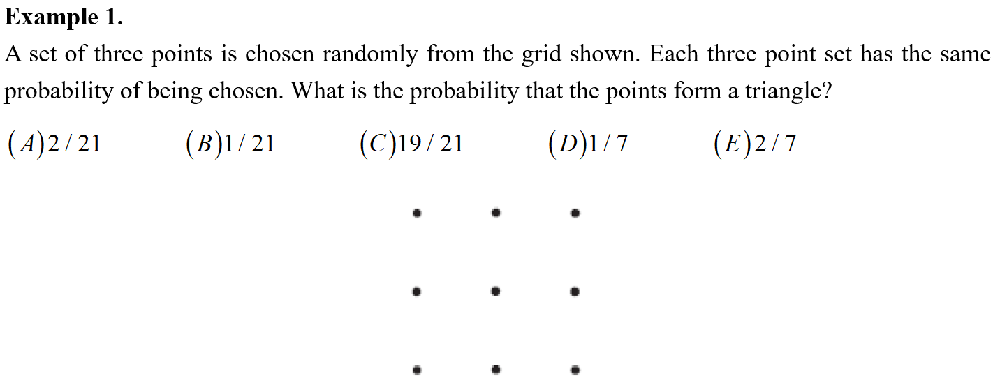 Example 1.
A set of three points is chosen randomly from the grid shown. Each three point set has the same
probability of being chosen. What is the probability that the points form a triangle?
(A)2/21 (B)1/21 (C)19/21 (D)1/7 (E)2/7